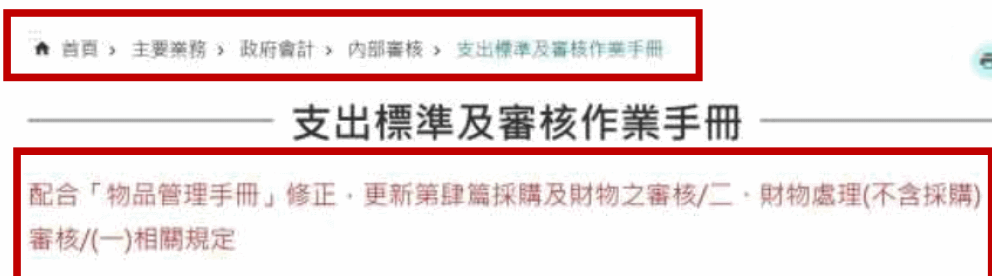 首頁 › 主要業務 › 政府會計 › 內部審核 › 支出標準及審核作業手冊
支出標準及審核作業手冊
配合「物品管理手冊」修正，更新第肆篇採購及財物之審核/二、財物處理(不含採購)
審核/(一)相關規定